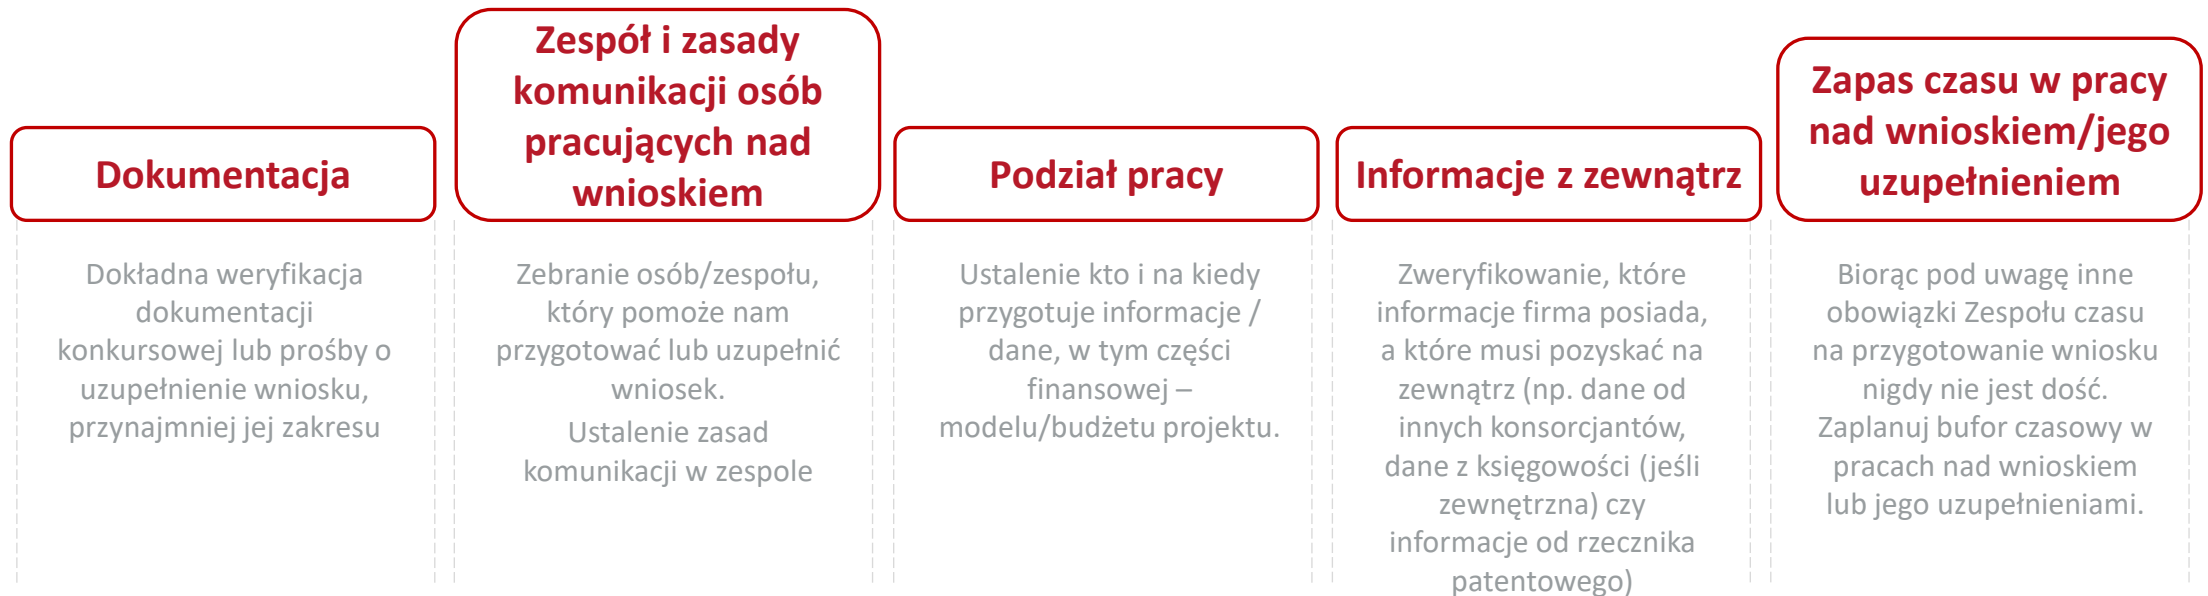 Dokumentacja
Dokładna weryfikacja
dokumentacji
konkursowej lub prośby o
uzupełnienie wniosku,
przynajmniej jej zakresu
Zespół i zasady
komunikacji osób
pracujących nad
wnioskiem
Zebranie osób/zespołu,
który pomoże nam
przygotować lub uzupełnić
wniosek.
Ustalenie zasad
komunikacji w zespole
Podział pracy
Ustalenie kto i na kiedy
przygotuje informacje /
dane, w tym części
finansowej –
modelu/budżetu projektu.
Informacje z zewnątrz
Zweryfikowanie, które
informacje firma posiada,
a które musi pozyskać na
zewnątrz (np. dane od
innych konsorcjantów,
dane z księgowości (jeśli
zewnętrzna) czy
informacje od rzecznika
patentowego)
Zapas czasu w pracy
nad wnioskiem/jego
uzupełnieniem
Biorąc pod uwagę inne
obowiązki Zespołu czasu
na przygotowanie wniosku
nigdy nie jest dość.
Zaplanuj bufor czasowy w
pracach nad wnioskiem
lub jego uzupełnieniami.